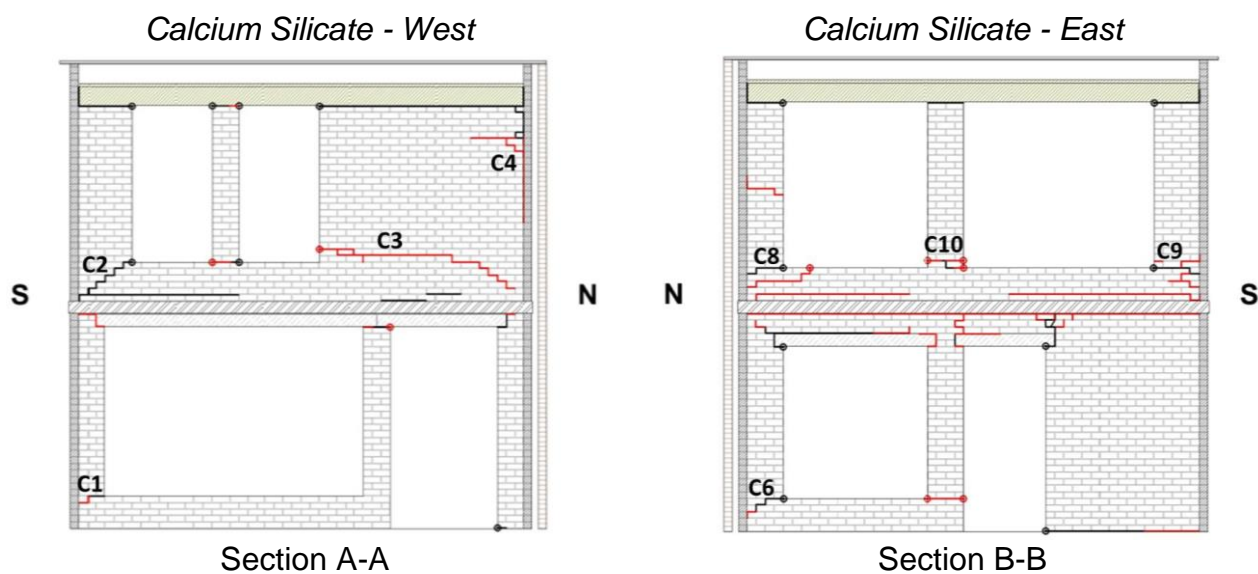 Calcium Silicate - West
Calcium Silicate - East
C4
C3
C2
S
N
C1
Section A-A
C10
C8
C9
N
S
C6
Section B-B